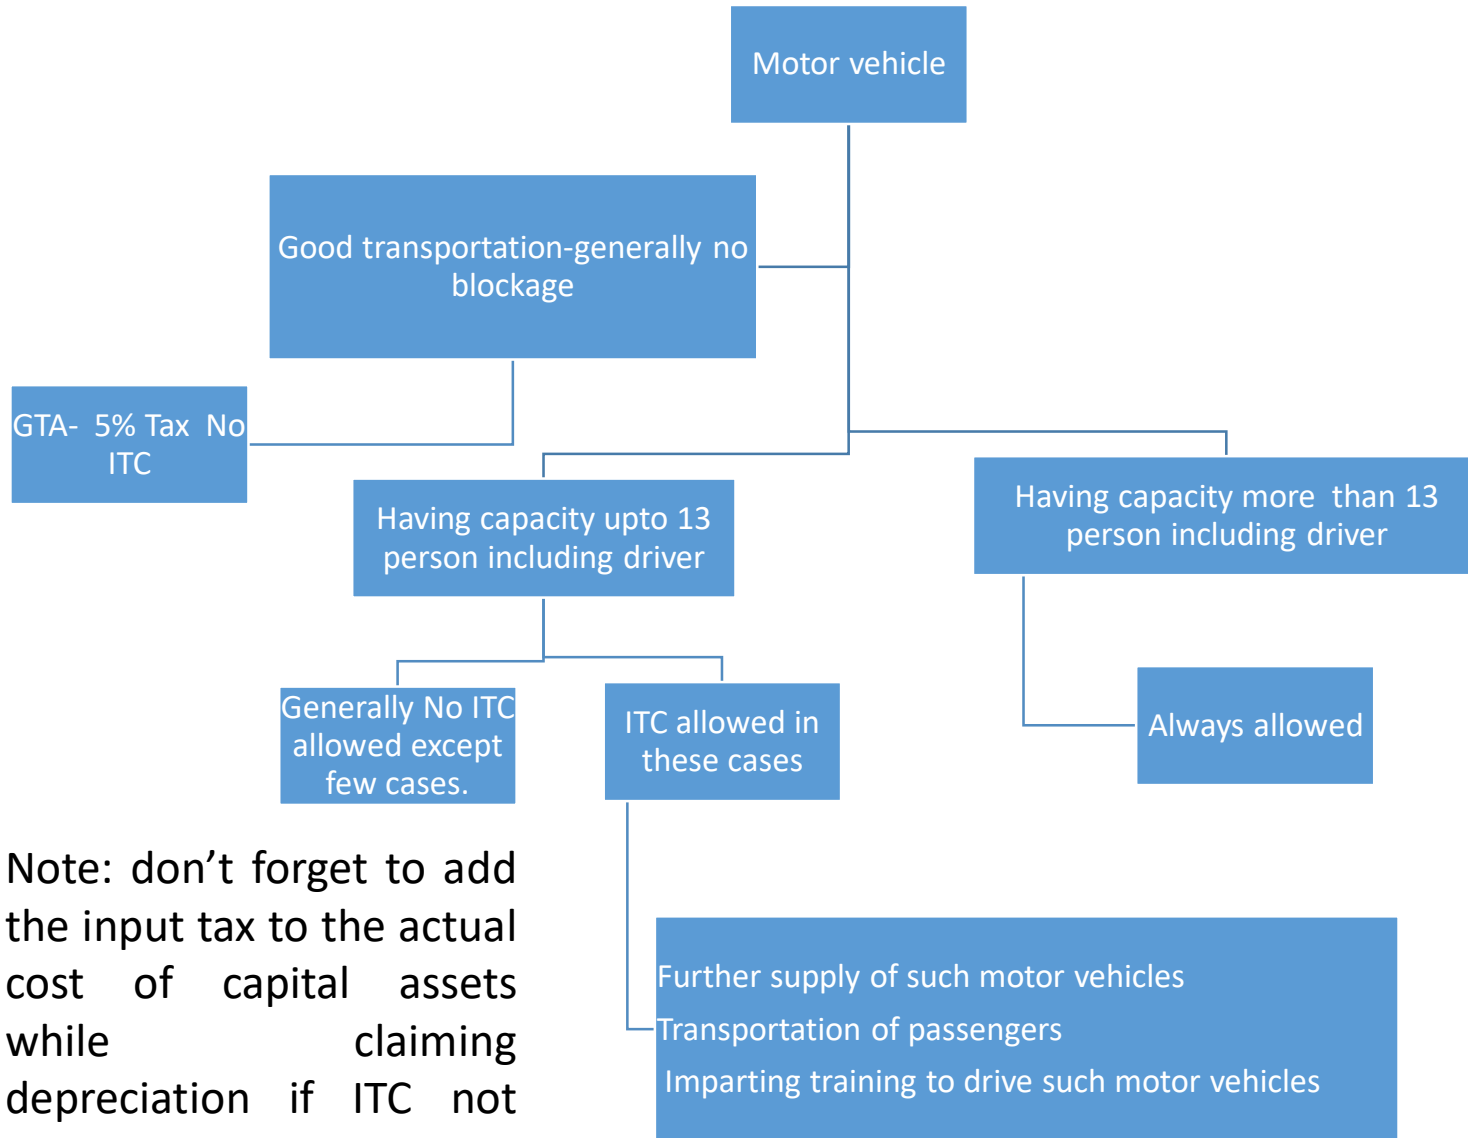 Motor vehicle
Good transportation-generally no
blockage
GTA- 5% Tax No
ITC
Having capacity upto 13
person including driver
Having capacity more than 13
person including driver
Generally No ITC
allowed except
few cases.
ITC allowed in
these cases
Always allowed
Note: don’t forget to add
the input tax to the actual
cost of capital assets
while claiming
depreciation if ITC not
Further supply of such motor vehicles
Transportation of passengers
Imparting training to drive such motor vehicles